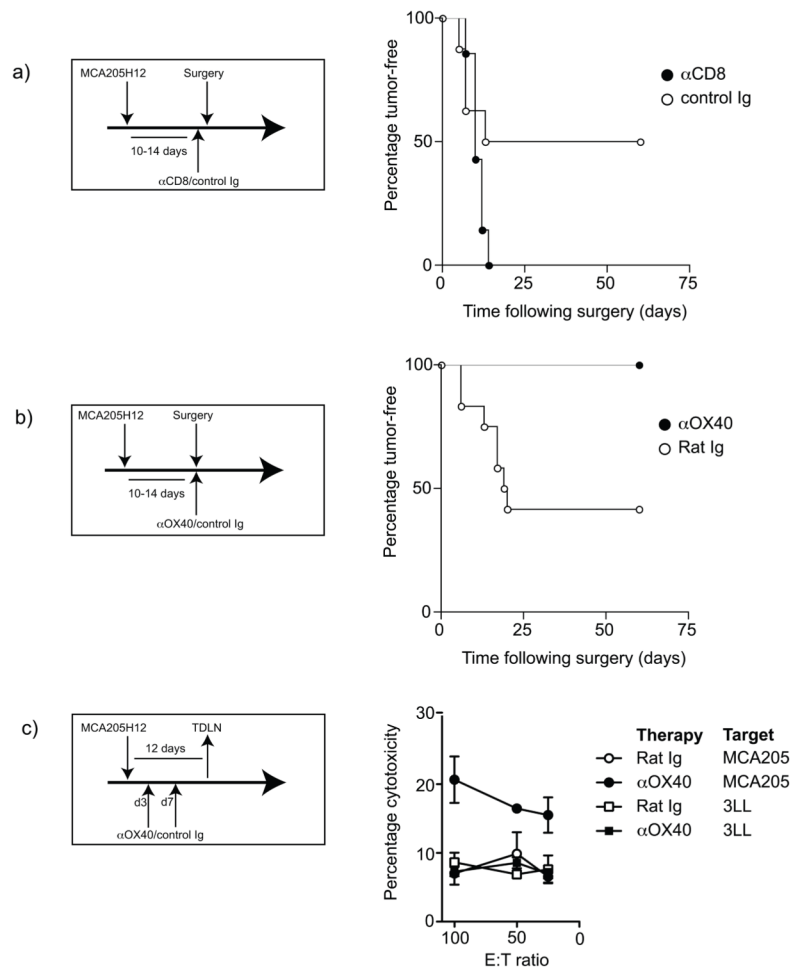 a)
MCA205H12
Surgery
10-14 days
αCD8/control Ig
Percentage tumor-free
100
50
0
0
25
50
75
Time following surgery (days)
αCD8
control Ig
b)
MCA205H12
Surgery
10-14 days
αOX40/control Ig
Percentage tumor-free
100
50
0
0
25
50
75
Time following surgery (days)
αOX40
Rat Ig
c)
MCA205H12
TDLN
12 days
d3
d7
αOX40/control Ig
Percentage cytotoxicity
30
20
10
0
100
50
0
E:T ratio
Therapy Target
Rat Ig MCA205
αOX40 MCA205
Rat Ig 3LL
αOX40 3LL